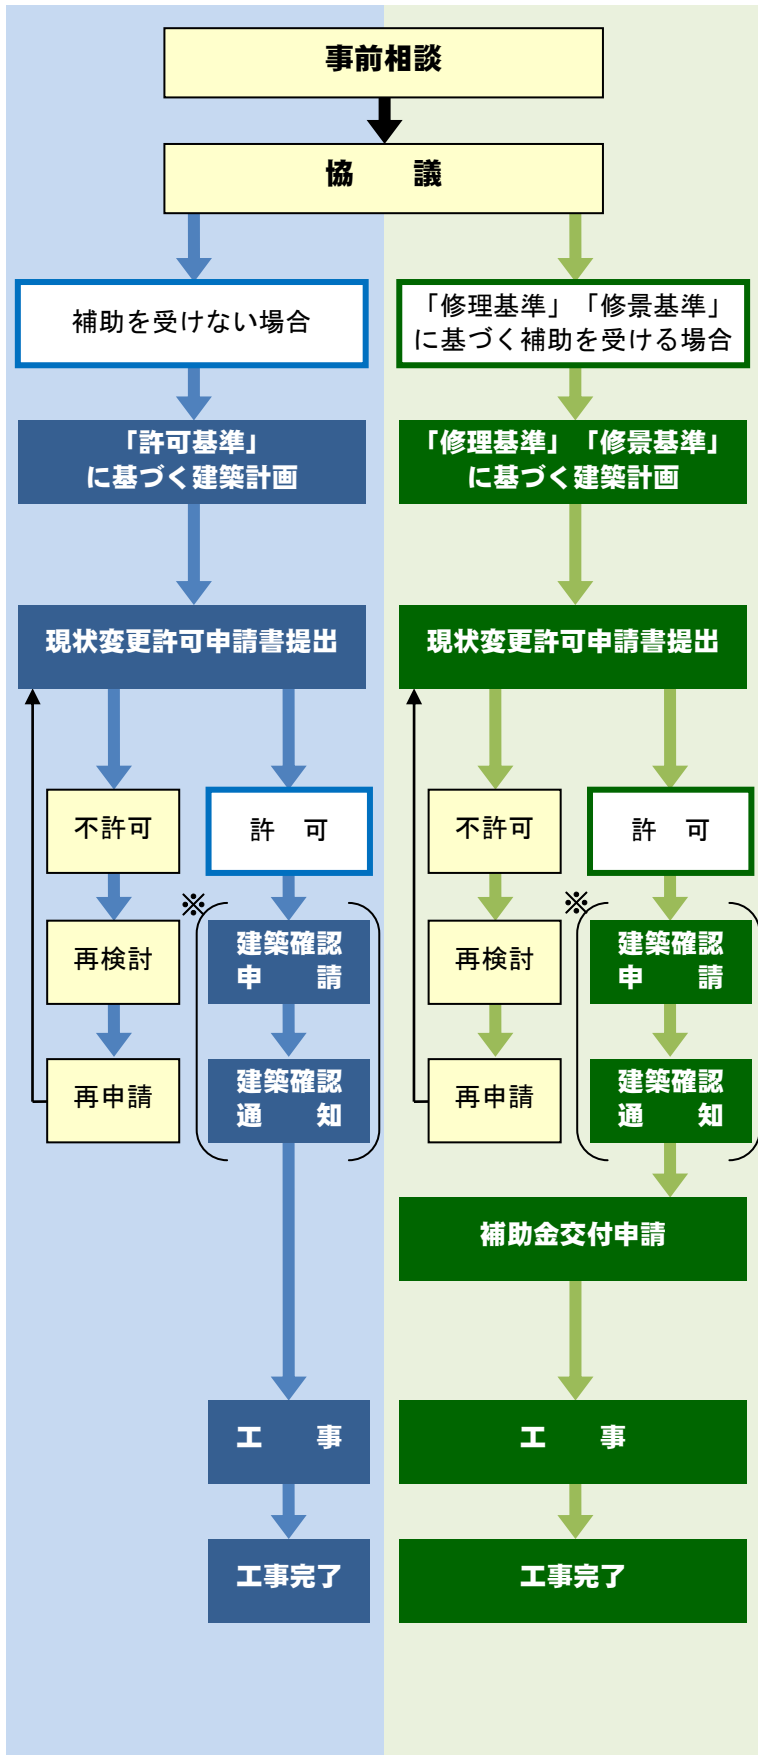 事前相談
協　　議
補助を受けない場合
「許可基準」
に基づく建築計画
現状変更許可申請書提出
不許可
再検討
再申請
許　可
※
建築確認
申　　請
建築確認
通　　知
工　　事
工事完了
「修理基準」「修景基準」
に基づく補助を受ける場合
「修理基準」「修景基準」
に基づく建築計画
現状変更許可申請書提出
不許可
再検討
再申請
許　可
※
建築確認
申　　請
建築確認
通　　知
補助金交付申請
工　　事
工事完了